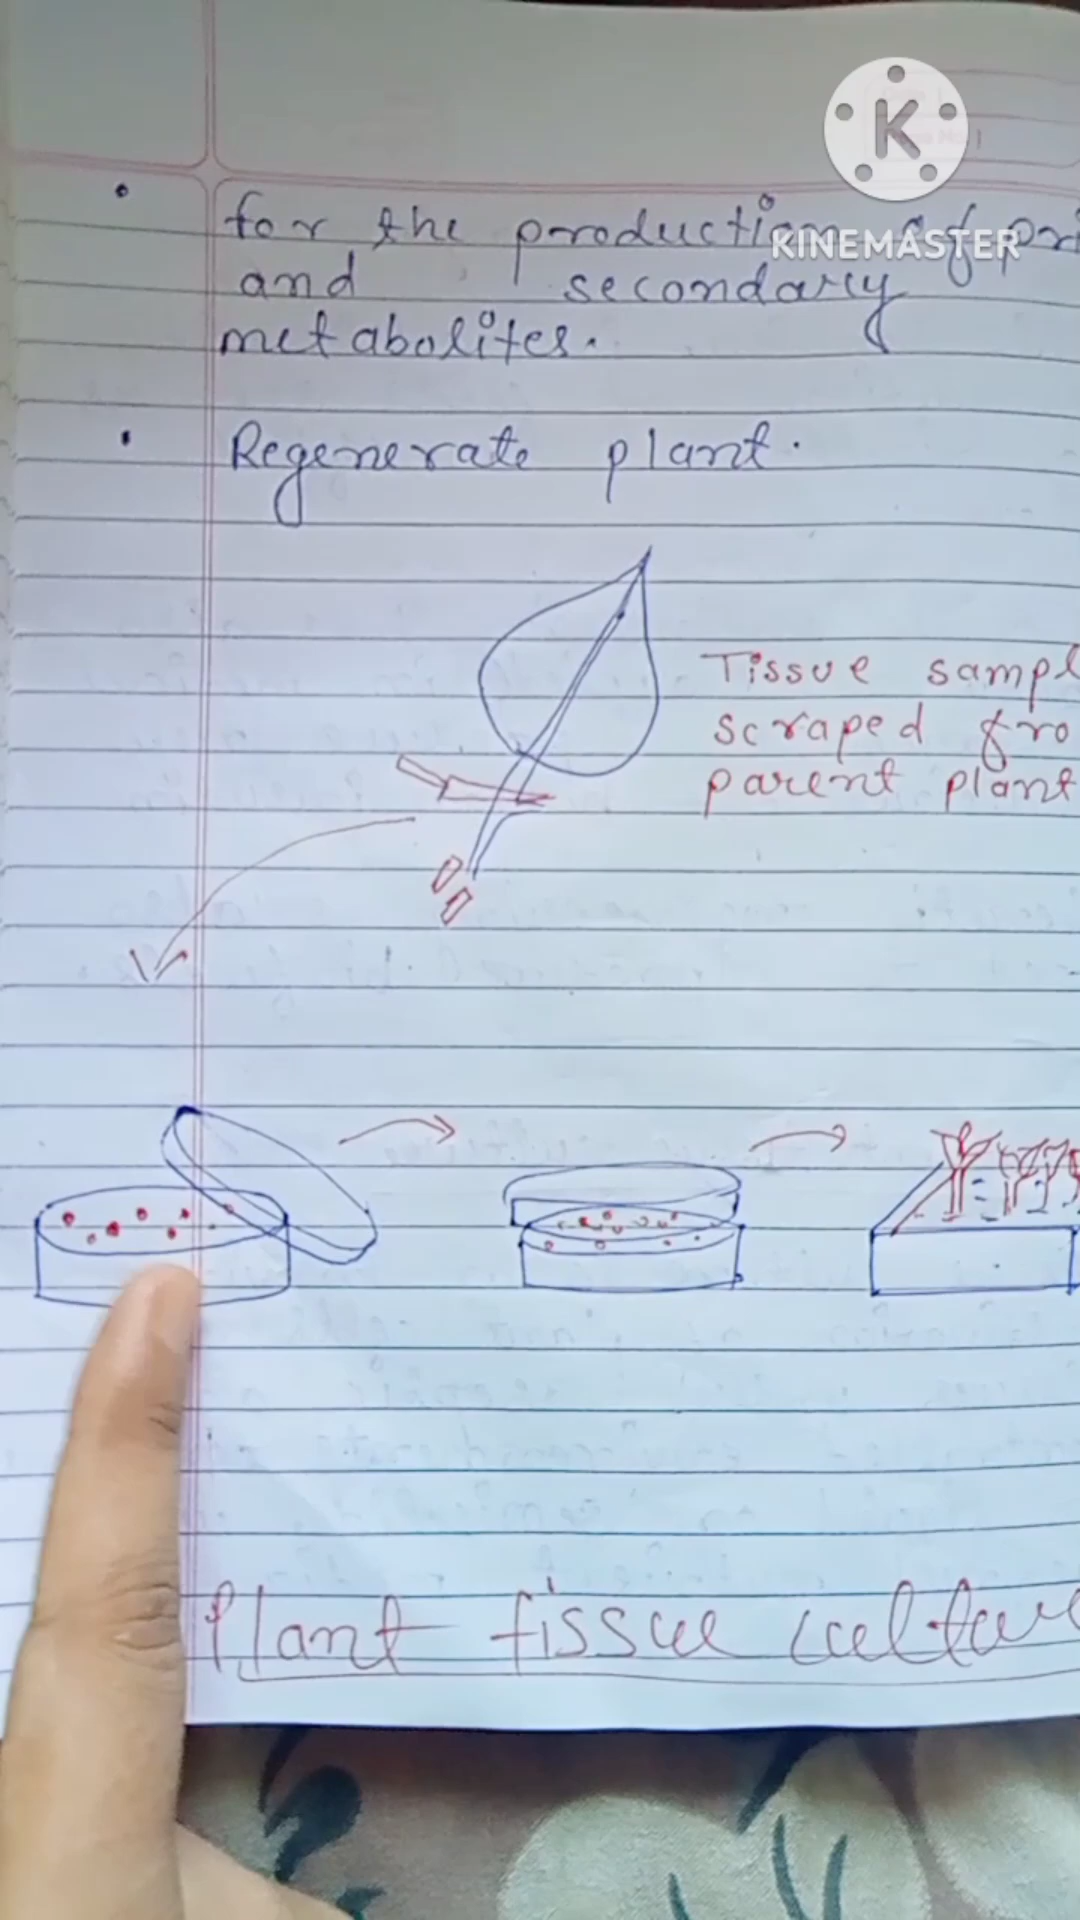 K
KINEMASTER
for the production of pri
and secondary
metabolites.
Regenerate plant.
Tissue sampl
scraped fro
parent plant
Plant tissue culture